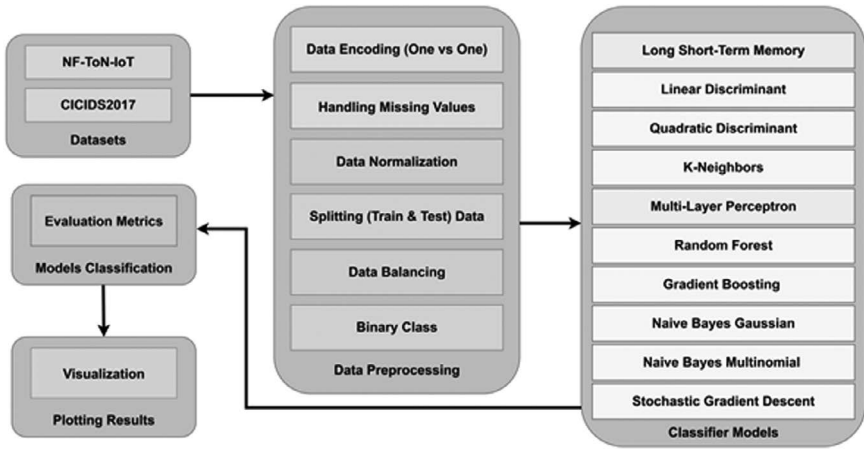 NF-ToN-IoT
CICIDS2017
Datasets
Data Encoding (One vs One)
Handling Missing Values
Data Normalization
Splitting (Train & Test) Data
Data Balancing
Binary Class
Data Preprocessing
Long Short-Term Memory
Linear Discriminant
Quadratic Discriminant
K-Neighbors
Multi-Layer Perceptron
Random Forest
Gradient Boosting
Naive Bayes Gaussian
Naive Bayes Multinomial
Stochastic Gradient Descent
Classifier Models
Evaluation Metrics
Models Classification
Visualization
Plotting Results